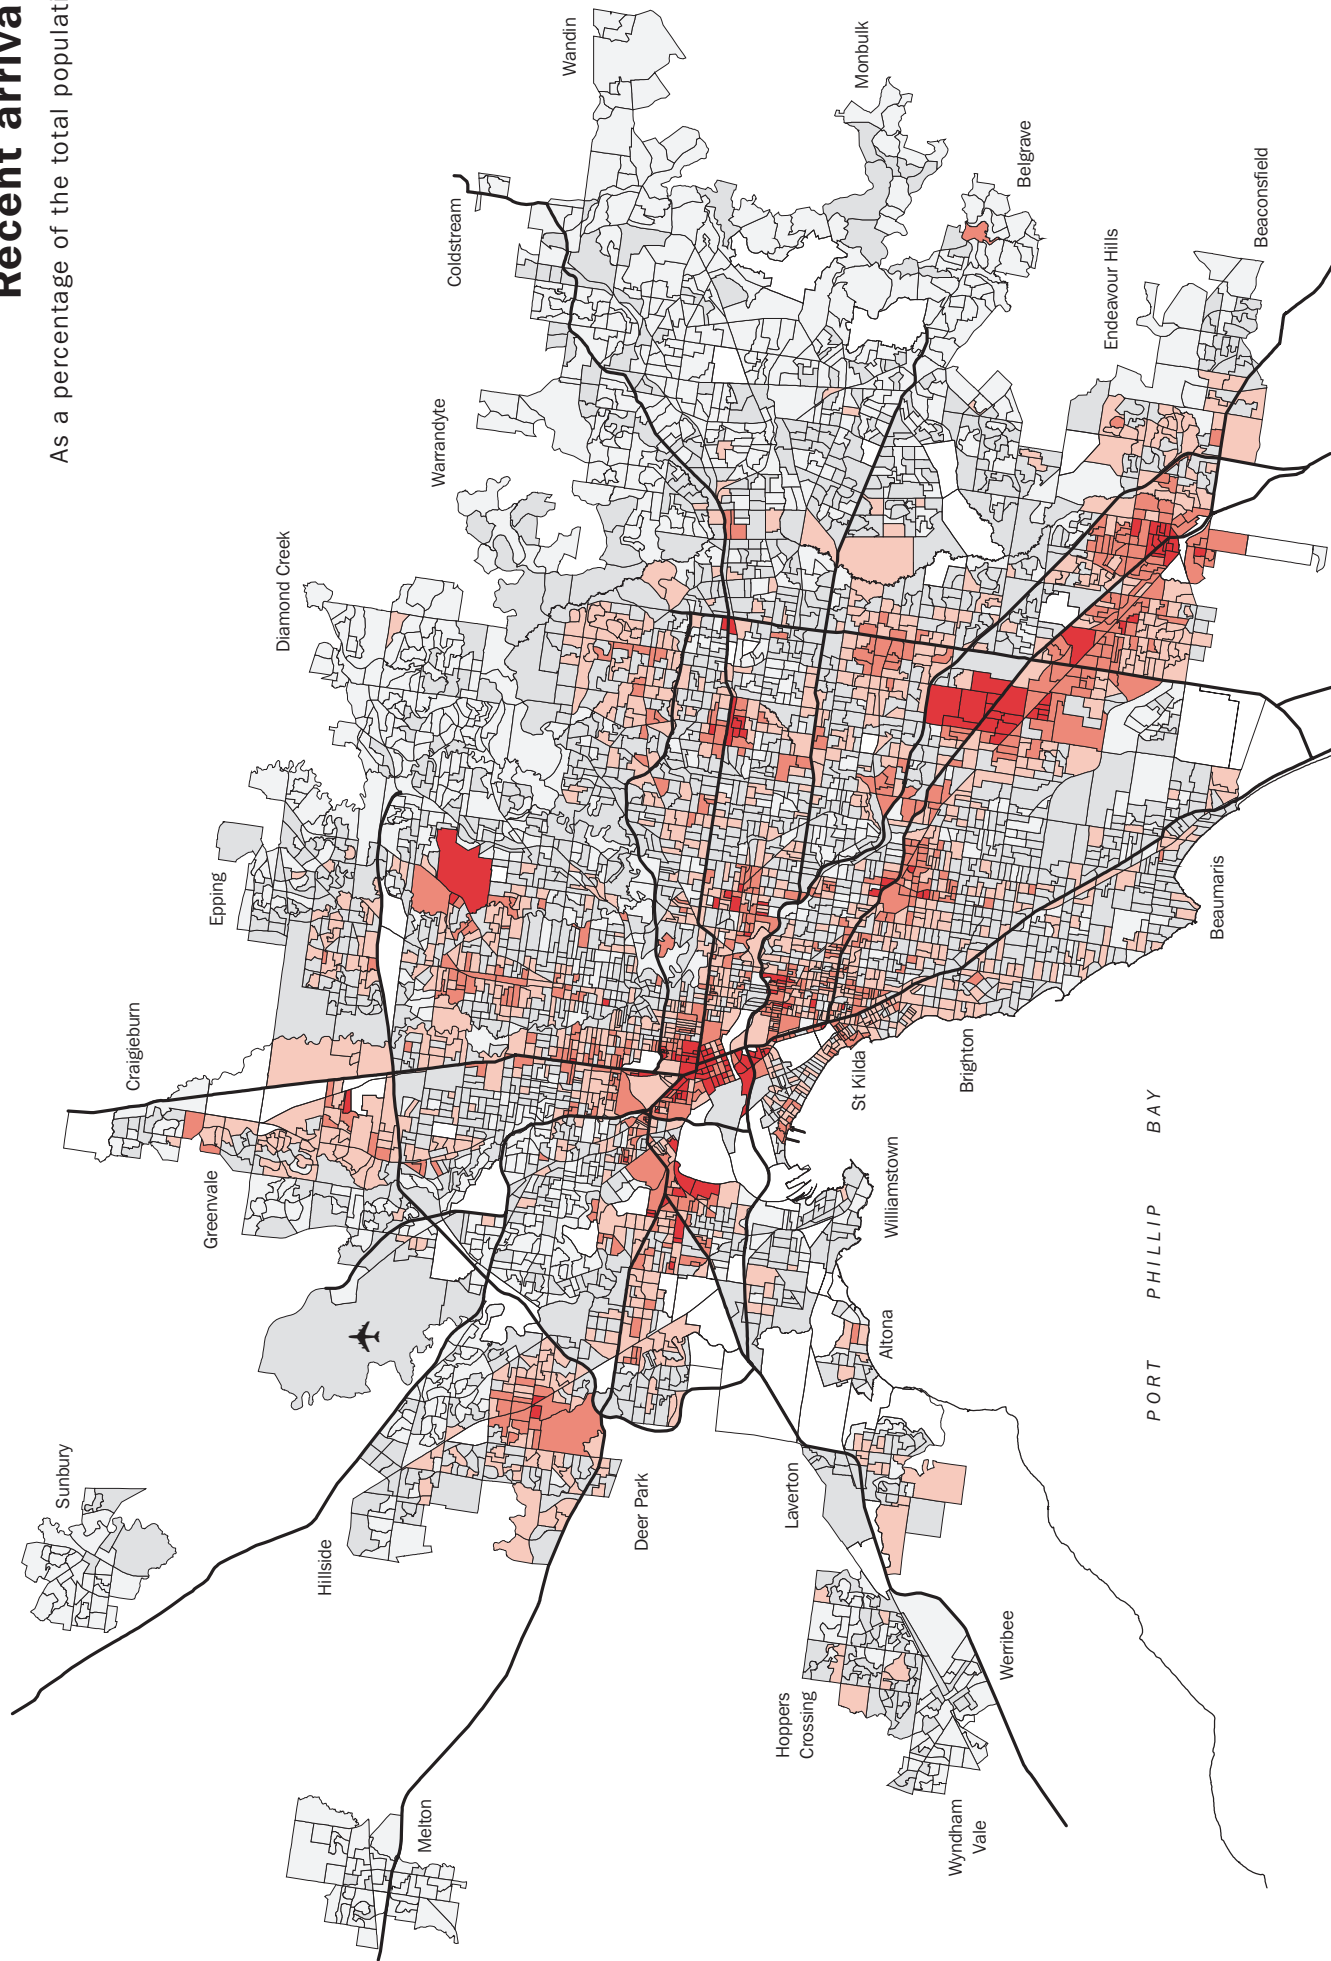 Recent arriva
As a percentage of the total populati
Wandin
Monbulk
Belgrave
Coldstream
Endeavour Hills
Beaconsfield
Warrandyte
Diamond Creek
Epping
Beaumaris
Craigieburn
Brighton
St Kilda
Greenvale
Williamstown
Altona
PORT PHILLIP BAY
Sunbury
Hillside
Deer Park
Laverton
Werribee
Hoppers
Crossing
Melton
Wyndham
Vale